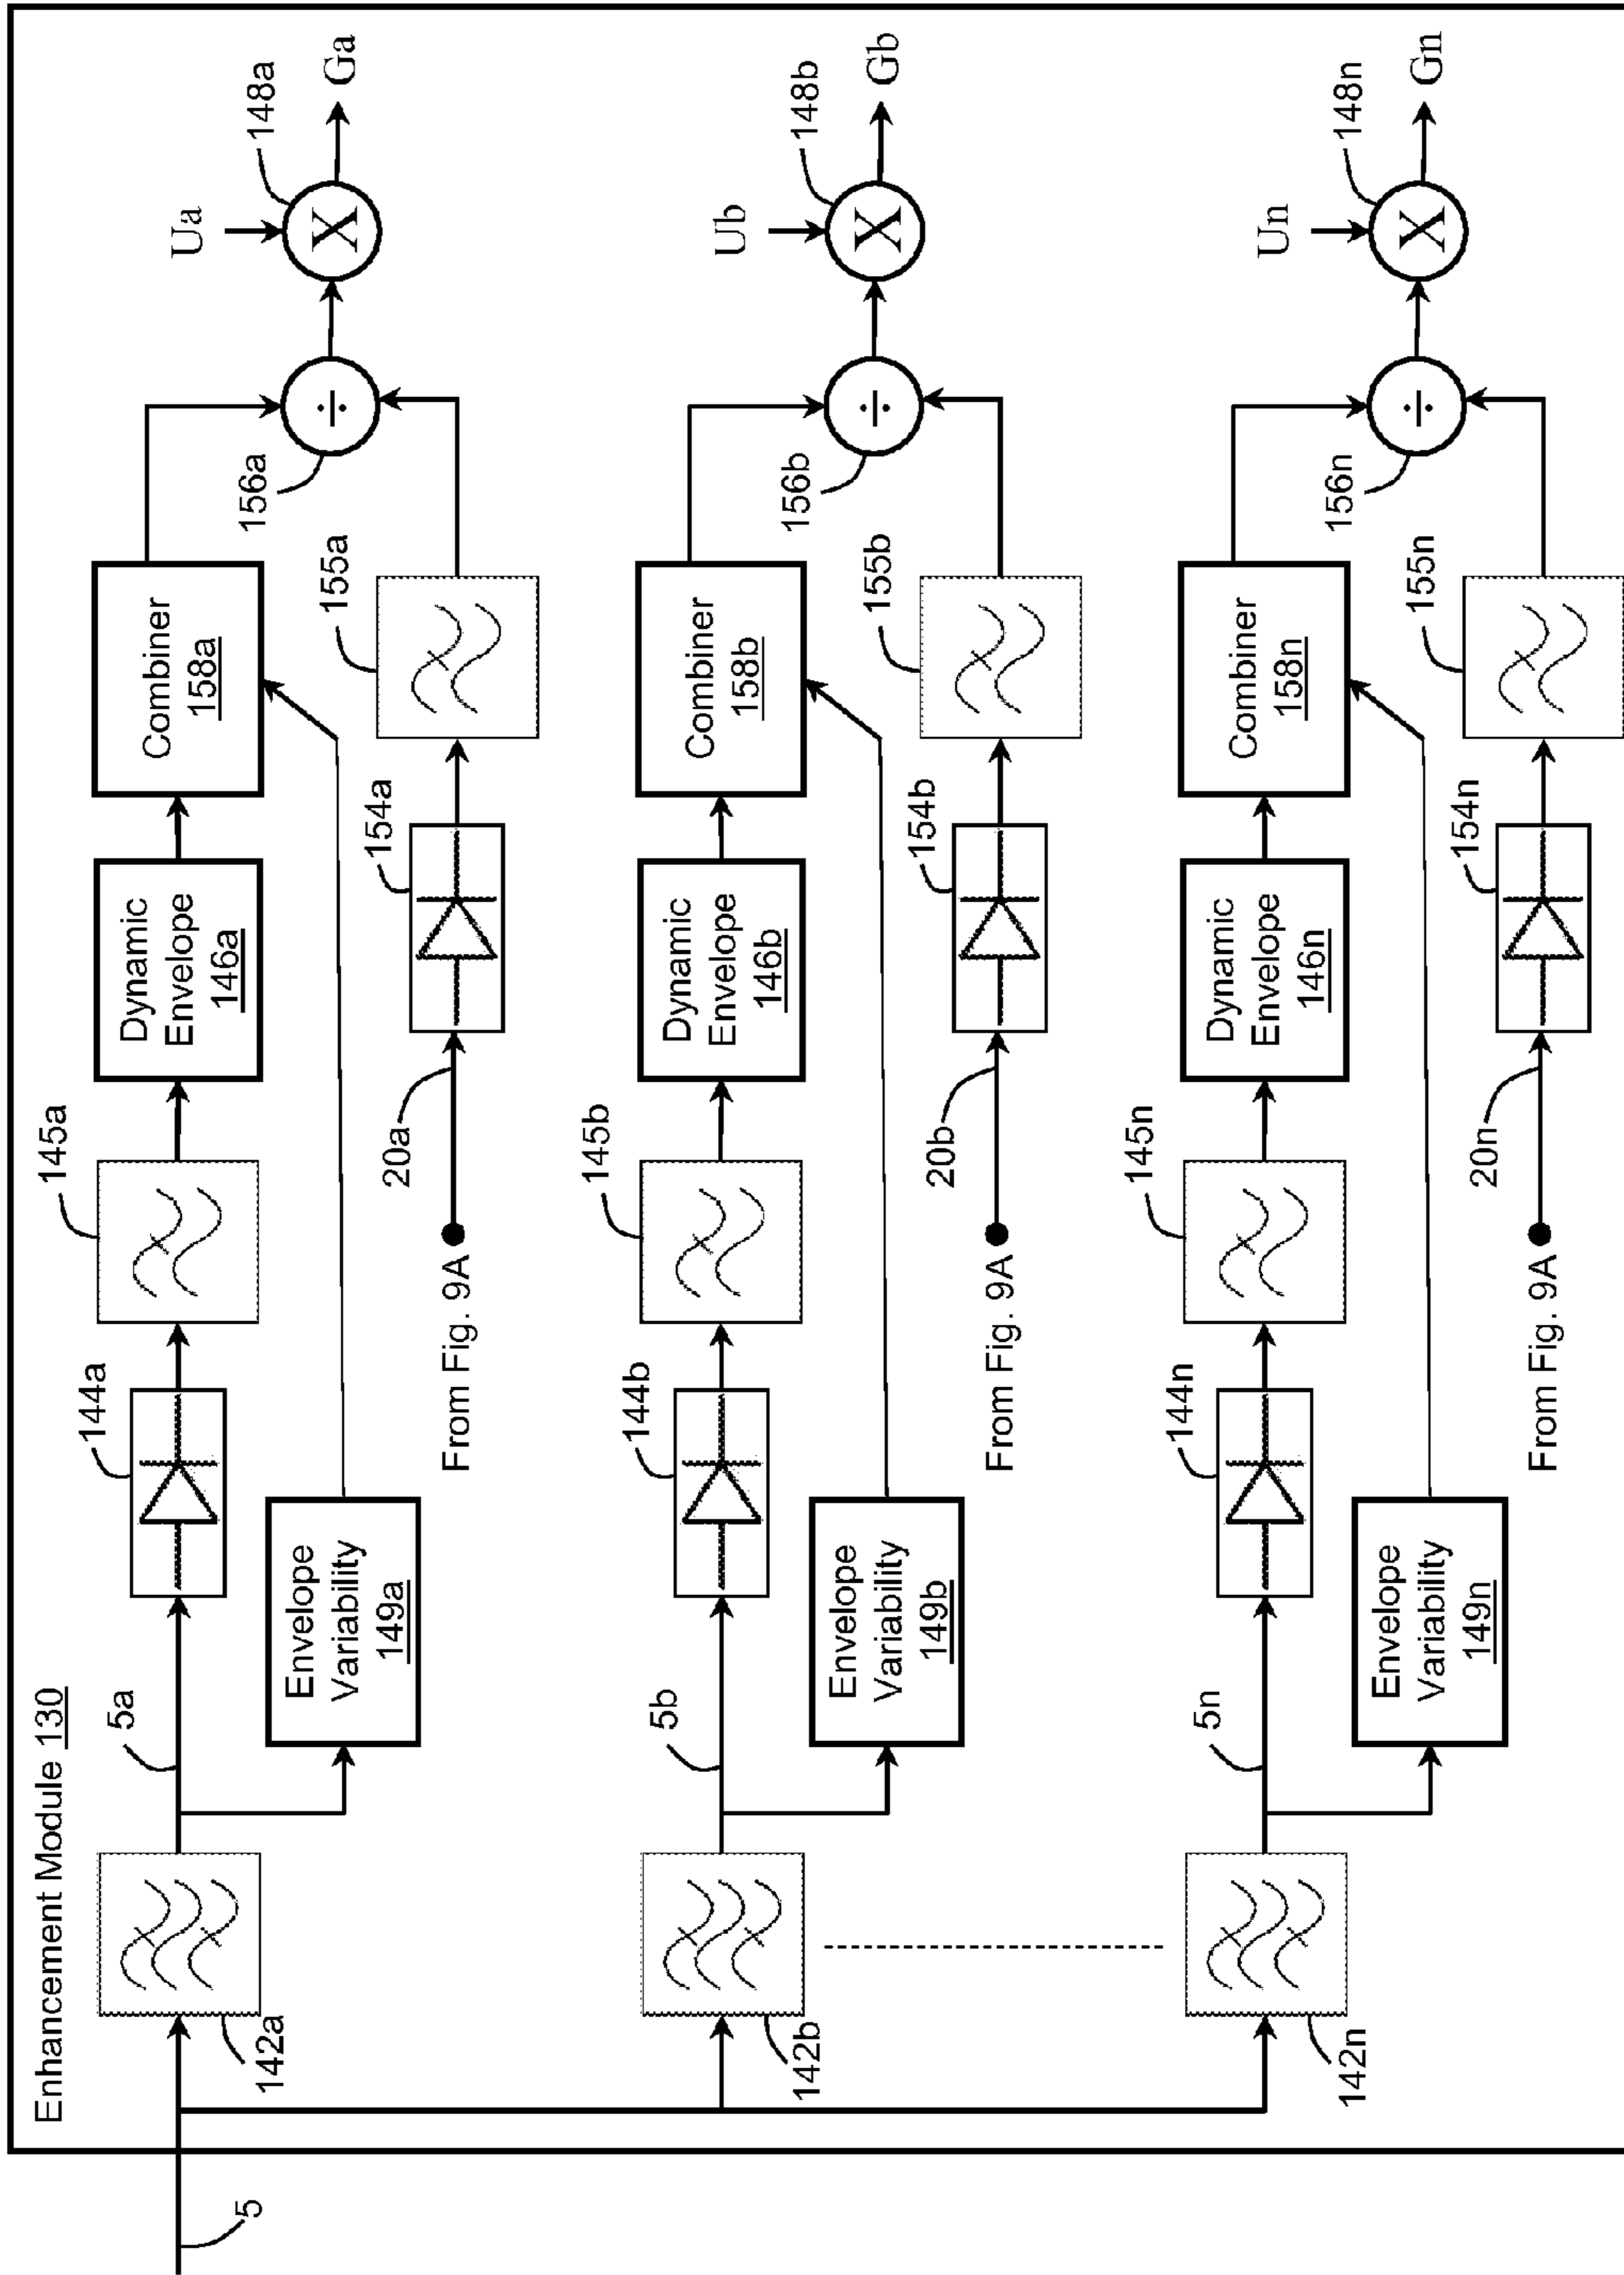 Enhancement Module 130
5
142a
5a
144a
145a
Dynamic
Envelope
146a
Combiner
158a
156a
Ua
148a
Ga
Envelope
Variability
149a
From Fig. 9A
20a
154a
155a
142b
5b
144b
145b
Dynamic
Envelope
146b
Combiner
158b
156b
Ub
148b
Gb
Envelope
Variability
149b
From Fig. 9A
20b
154b
155b
142n
5n
144n
145n
Dynamic
Envelope
146n
Combiner
158n
156n
Un
148n
Gn
Envelope
Variability
149n
From Fig. 9A
20n
154n
155n
÷
X
÷
X
÷
X